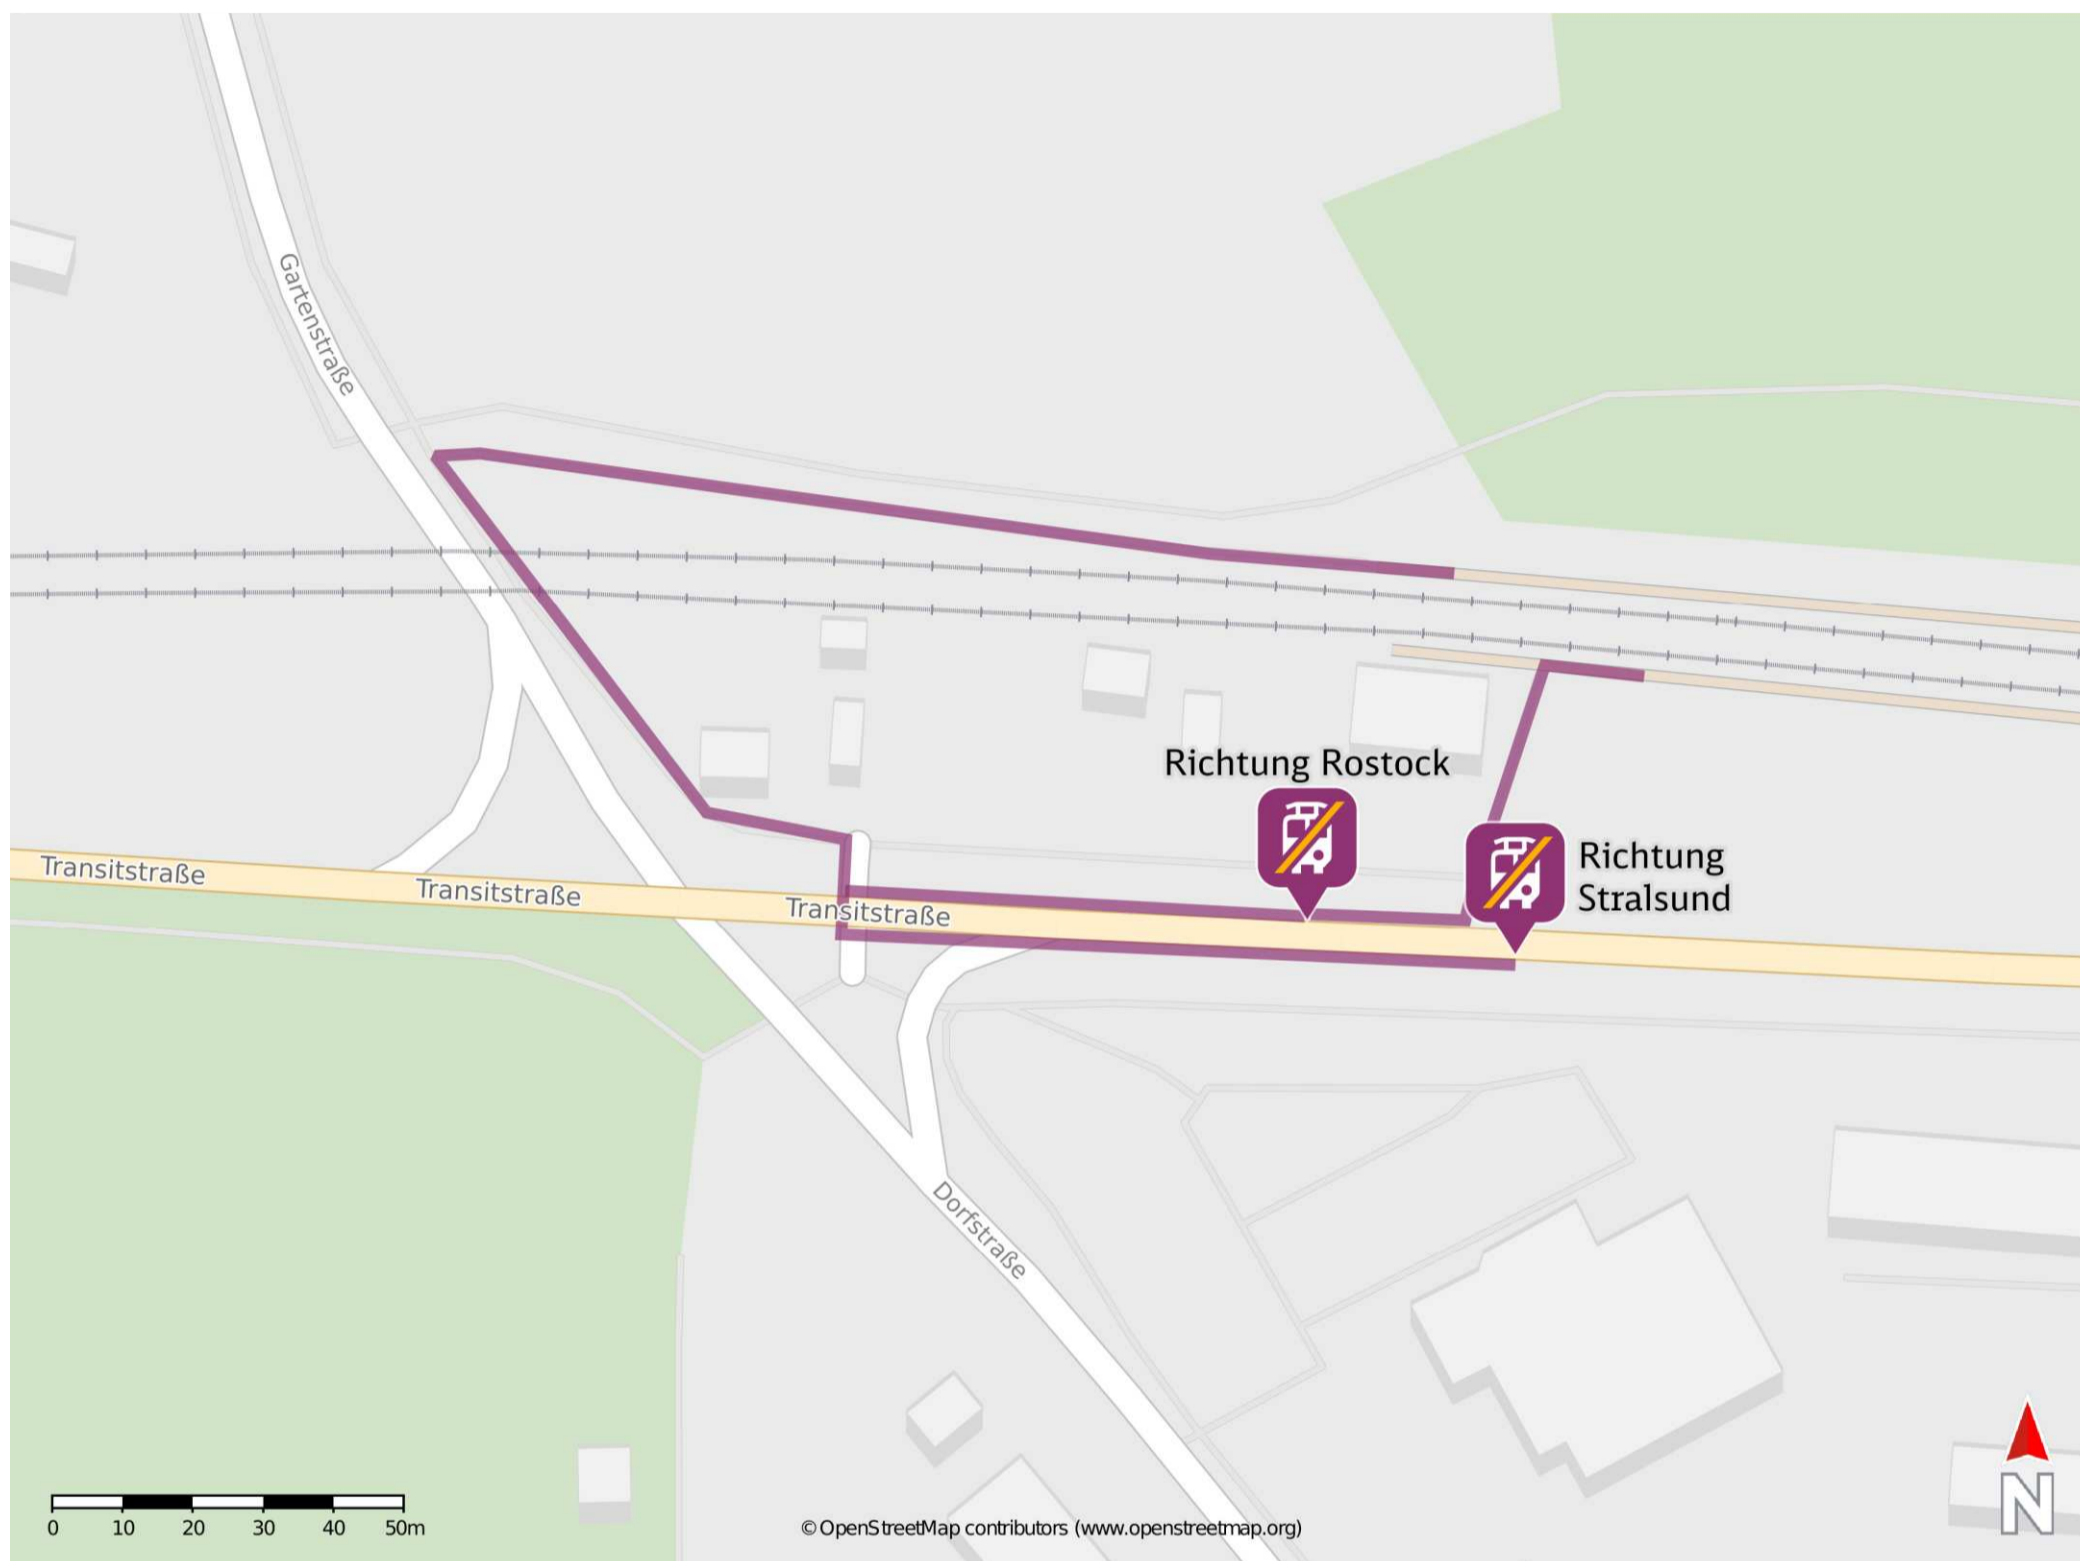 Gartenstraße
Richtung Rostock
Richtung
Stralsund
Transitstraße
Transitstraße
Transitstraße
Dorfstraße
0 10 20 30 40 50m
© OpenStreetMap contributors (www.openstreetmap.org)
N